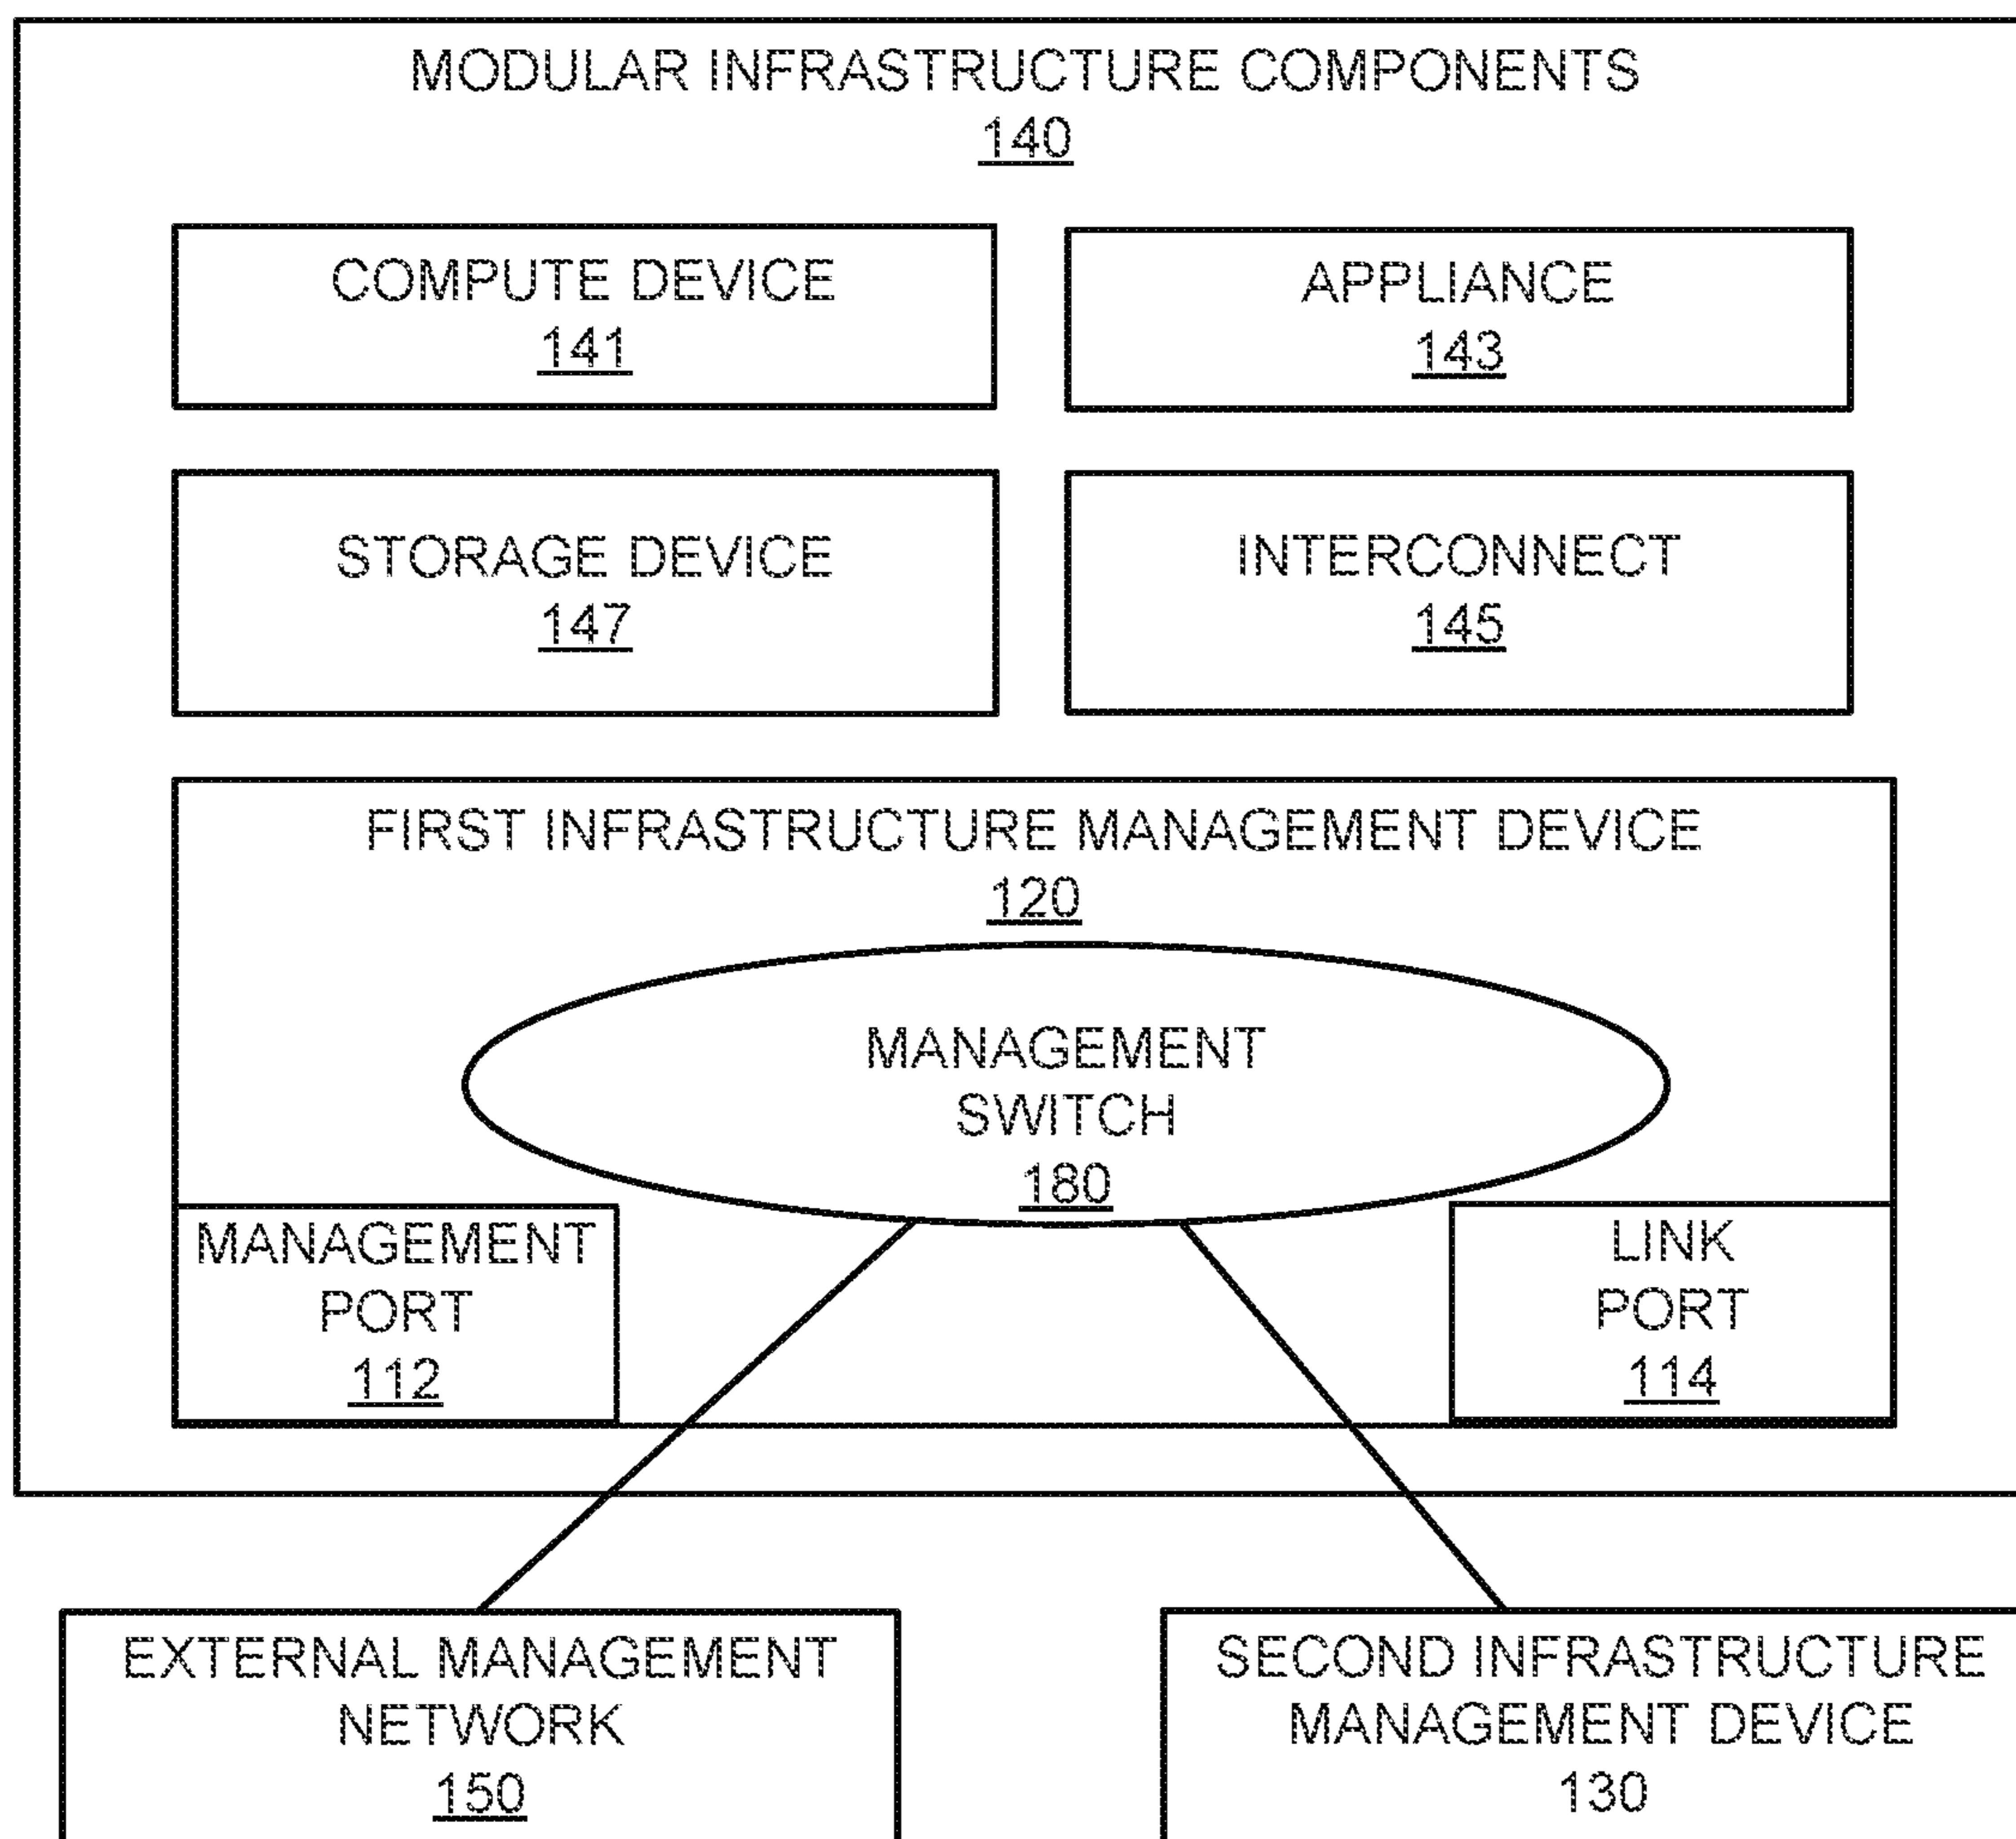 MODULAR INFRASTRUCTURE COMPONENTS
140
COMPUTE DEVICE
141
APPLIANCE
143
STORAGE DEVICE
147
INTERCONNECT
145
FIRST INFRASTRUCTURE MANAGEMENT DEVICE
120
MANAGEMENT
SWITCH
180
MANAGEMENT
PORT
112
LINK
PORT
114
EXTERNAL MANAGEMENT
NETWORK
150
SECOND INFRASTRUCTURE
MANAGEMENT DEVICE
130